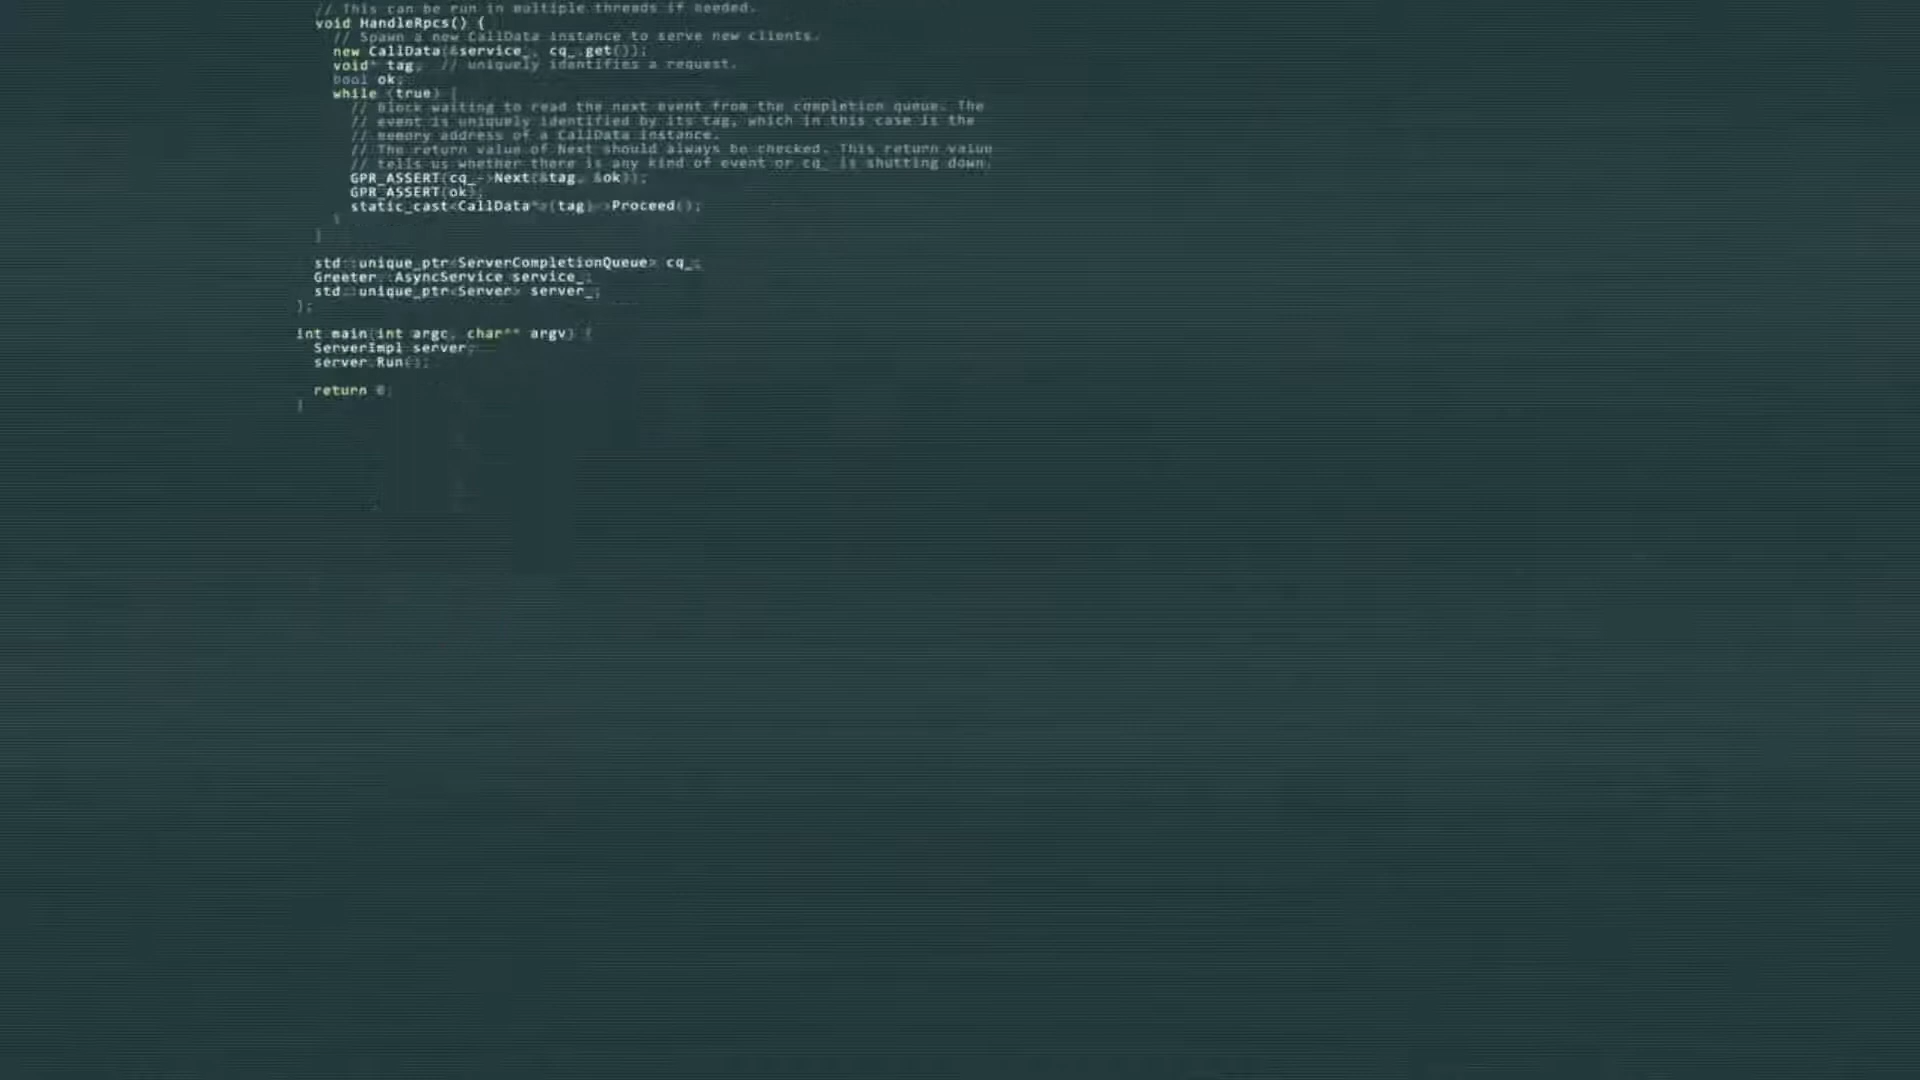 // This can be run in multiple threads if needed.
void HandleRpcs() {
// Spawn a new CallData instance to serve new clients.
new CallData(&service_, cq_.get());
void* tag;  // uniquely identifies a request.
bool ok;
while (true) {
// Block waiting to read the next event from the completion queue. The
// event is uniquely identified by its tag, which in this case is the
// memory address of a CallData instance.
// The return value of Next should always be checked. This return value
// tells us whether there is any kind of event or cq_ is shutting down.
GPR_ASSERT(cq_->Next(&tag, &ok));
GPR_ASSERT(ok);
static_cast<CallData*>(tag)->Proceed();
}
}
std::unique_ptr<ServerCompletionQueue> cq_;
Greeter::AsyncService service_;
std::unique_ptr<Server> server_;
};
int main(int argc, char** argv) {
ServerImpl server;
server.Run();
return 0;
}